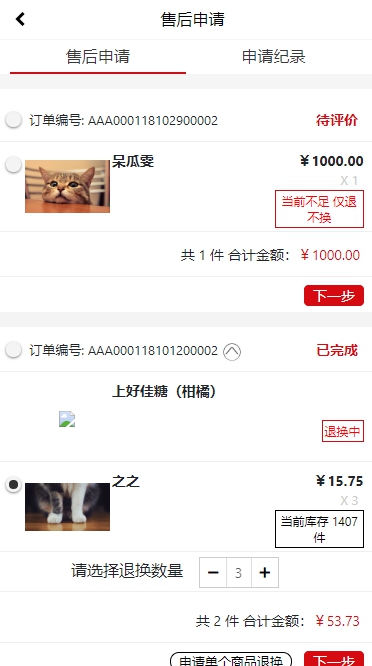 售后申请
售后申请 申请纪录
订单编号: AAA000118102900002 待评价
呆瓜雯 ￥1000.00
X 1
当前不足 仅退
不换
共 1 件 合计金额: ￥1000.00
下一步
订单编号: AAA000118101200002 已完成
上好佳糖（柑橘）
退换中
之之 ￥15.75
X 3
当前库存 1407
件
请选择退换数量 − 3 +
共 2 件 合计金额: ￥53.73
申请单个商品退换 下一步